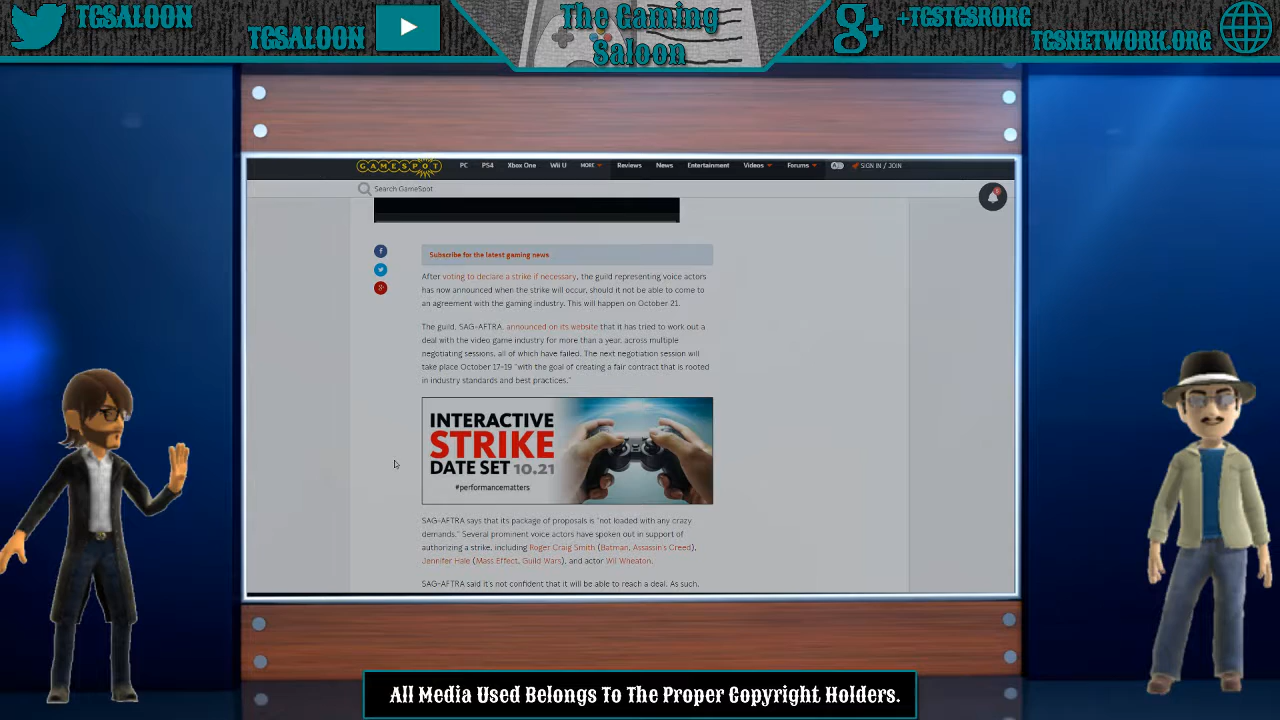 TGSALOON
TGSALOON
The Gaming
Saloon
+TGSTGSRORG
TGSNETWORK.ORG
GAMESPOT
PC PS4 Xbox One Wii U MORE Reviews News Entertainment Videos Forums SIGN IN / JOIN
Search GameSpot
Subscribe for the latest gaming news
After voting to declare a strike if necessary, the guild representing voice actors
has now announced when the strike will occur, should it not be able to come to
an agreement with the gaming industry. This will happen on October 21.
The guild, SAG-AFTRA, announced on its website that it has tried to work out a
deal with the video game industry for more than a year, across multiple
negotiating sessions, all of which have failed. The next negotiation session will
take place October 17-19 "with the goal of creating a fair contract that is rooted
in industry standards and best practices."
INTERACTIVE
STRIKE
DATE SET 10.21
#performancematters
SAG-AFTRA says that its package of proposals is "not loaded with any crazy
demands." Several prominent voice actors have spoken out in support of
authorizing a strike, including Roger Craig Smith (Batman, Assassin's Creed),
Jennifer Hale (Mass Effect, Guild Wars), and actor Wil Wheaton.
SAG-AFTRA said it's not confident that it will be able to reach a deal. As such,
All Media Used Belongs To The Proper Copyright Holders.